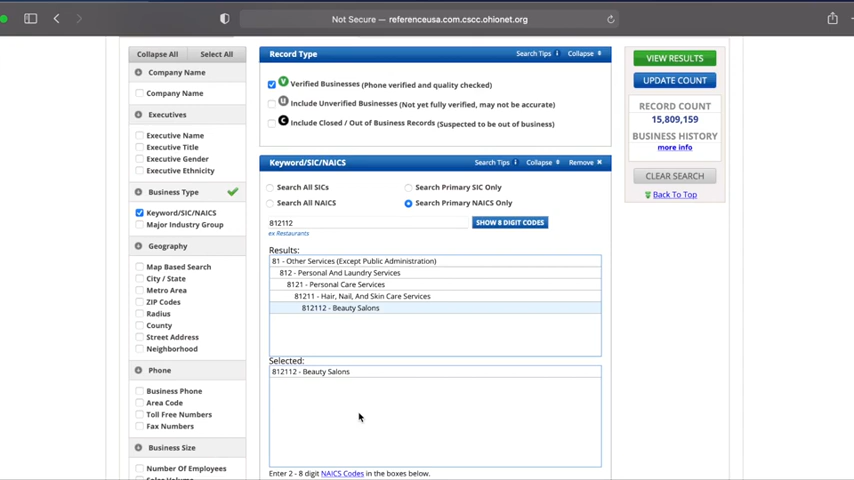 Not Secure — referenceusa.com.cscc.ohionet.org
Collapse All Select All
Company Name
Company Name
Executives
Executive Name
Executive Title
Executive Gender
Executive Ethnicity
Business Type
Keyword/SIC/NAICS
Major Industry Group
Geography
Map Based Search
City / State
Metro Area
ZIP Codes
Radius
County
Street Address
Neighborhood
Phone
Business Phone
Area Code
Toll Free Numbers
Fax Numbers
Business Size
Number Of Employees
Record Type Search Tips i Collapse
V Verified Businesses (Phone verified and quality checked)
U Include Unverified Businesses (Not yet fully verified, may not be accurate)
C Include Closed / Out of Business Records (Suspected to be out of business)
Keyword/SIC/NAICS Search Tips i Collapse Remove
Search All SICs Search Primary SIC Only
Search All NAICS Search Primary NAICS Only
812112 SHOW 8 DIGIT CODES
ex Restaurants
Results:
81 - Other Services (Except Public Administration)
812 - Personal And Laundry Services
8121 - Personal Care Services
81211 - Hair, Nail, And Skin Care Services
812112 - Beauty Salons
Selected:
812112 - Beauty Salons
Enter 2 - 8 digit NAICS Codes in the boxes below.
VIEW RESULTS
UPDATE COUNT
RECORD COUNT
15,809,159
BUSINESS HISTORY
more info
CLEAR SEARCH
Back To Top